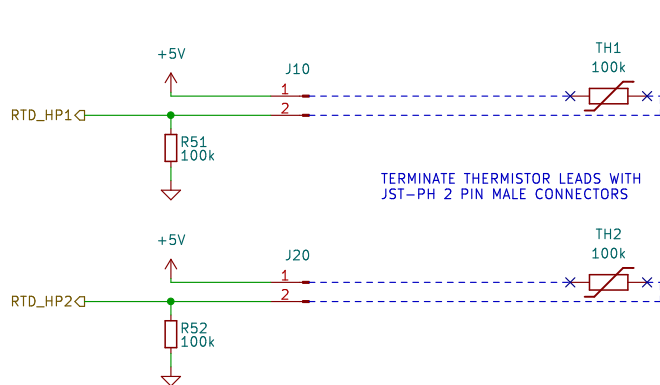 TH1
+5V
J10
100k
1
RTD_HP1
2
R51
100k
TERMINATE THERMISTOR LEADS WITH
JST-PH 2 PIN MALE CONNECTORS
TH2
+5V
J20
100k
1
RTD_HP2
2
R52
100k